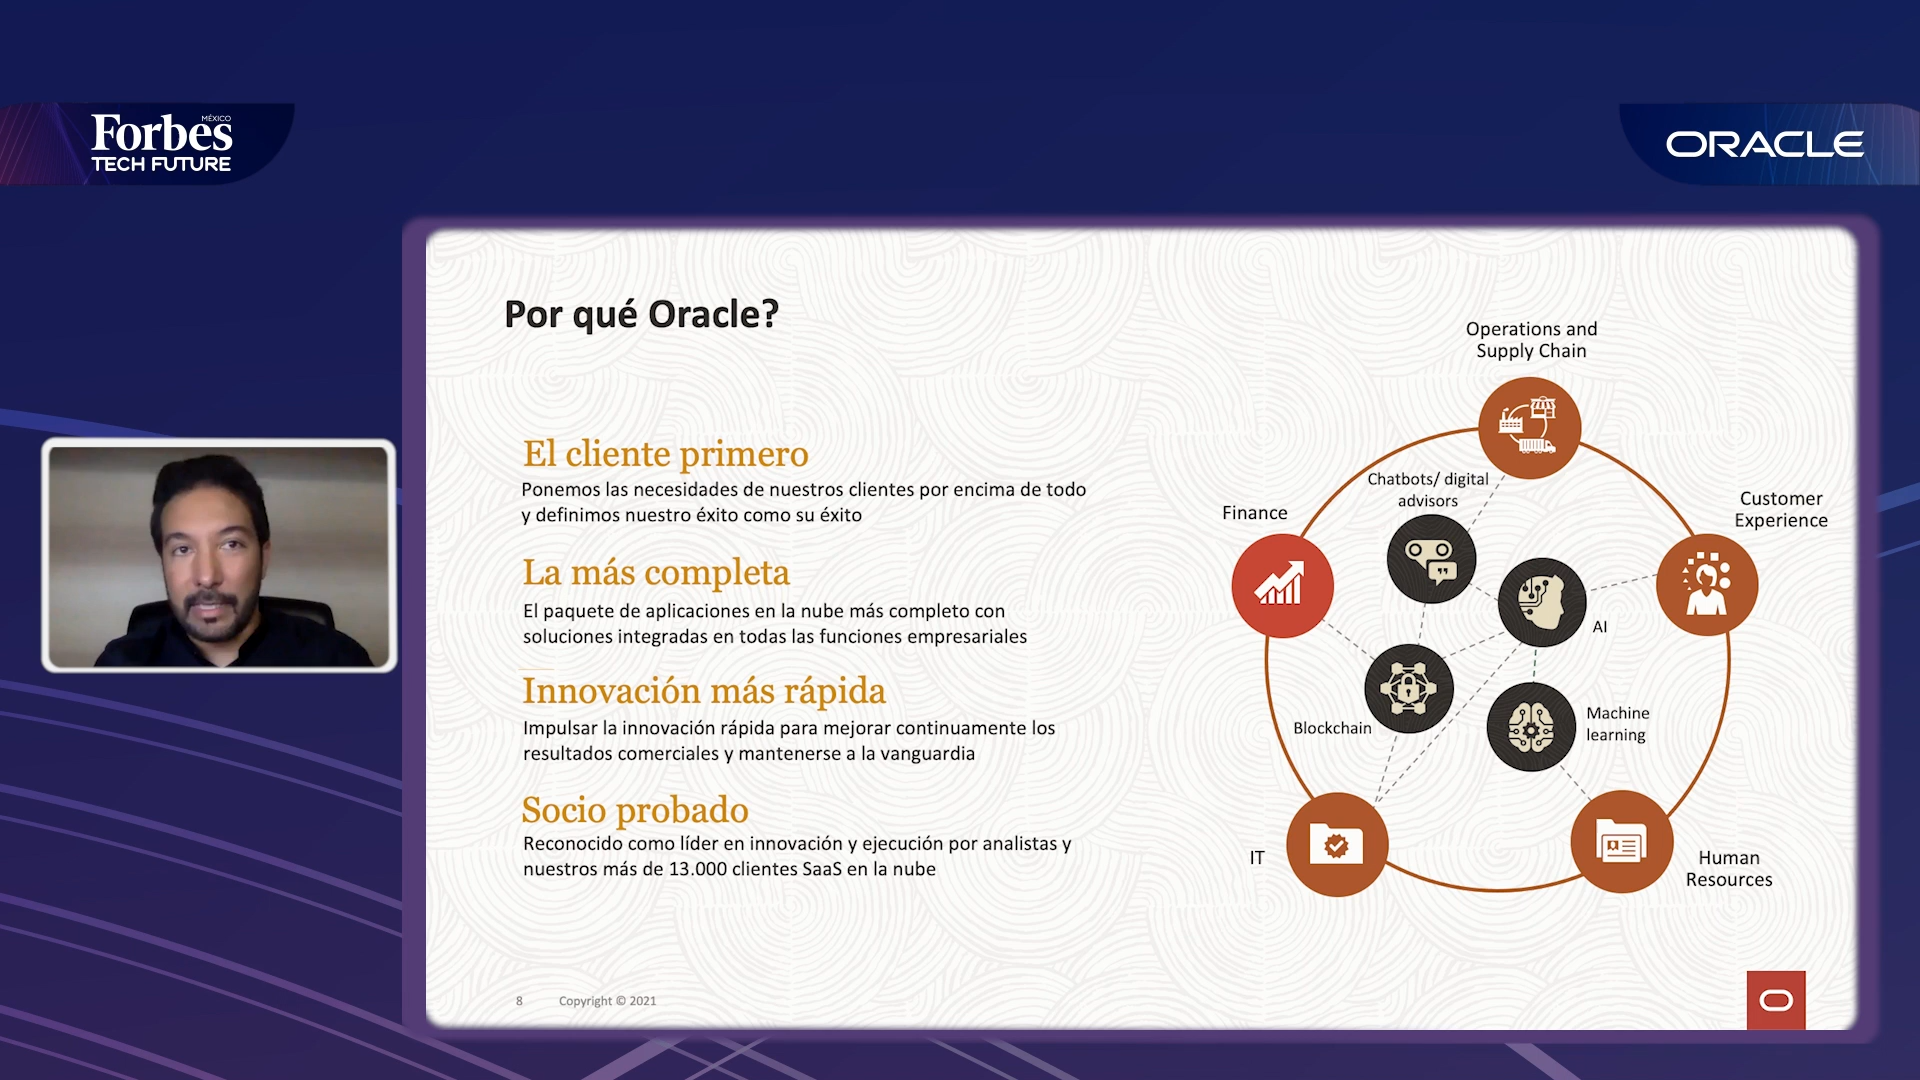 Forbes
MÉXICO
TECH FUTURE
ORACLE
Por qué Oracle?
El cliente primero
Ponemos las necesidades de nuestros clientes por encima de todo
y definimos nuestro éxito como su éxito
La más completa
El paquete de aplicaciones en la nube más completo con
soluciones integradas en todas las funciones empresariales
Innovación más rápida
Impulsar la innovación rápida para mejorar continuamente los
resultados comerciales y mantenerse a la vanguardia
Socio probado
Reconocido como líder en innovación y ejecución por analistas y
nuestros más de 13.000 clientes SaaS en la nube
Operations and
Supply Chain
Chatbots/ digital
advisors
Finance
Customer
Experience
AI
Blockchain
Machine
learning
IT
Human
Resources
8
Copyright © 2021